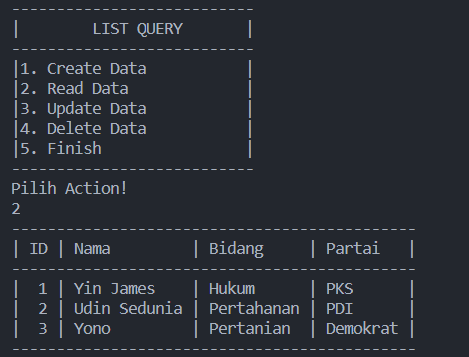 ---------------------------
|        LIST QUERY       |
---------------------------
|1. Create Data           |
|2. Read Data             |
|3. Update Data           |
|4. Delete Data           |
|5. Finish                |
---------------------------
Pilih Action!
2
---------------------------------------------
| ID | Nama         | Bidang     | Partai   |
---------------------------------------------
|  1 | Yin James    | Hukum      | PKS      |
|  2 | Udin Sedunia | Pertahanan | PDI      |
|  3 | Yono         | Pertanian  | Demokrat |
---------------------------------------------